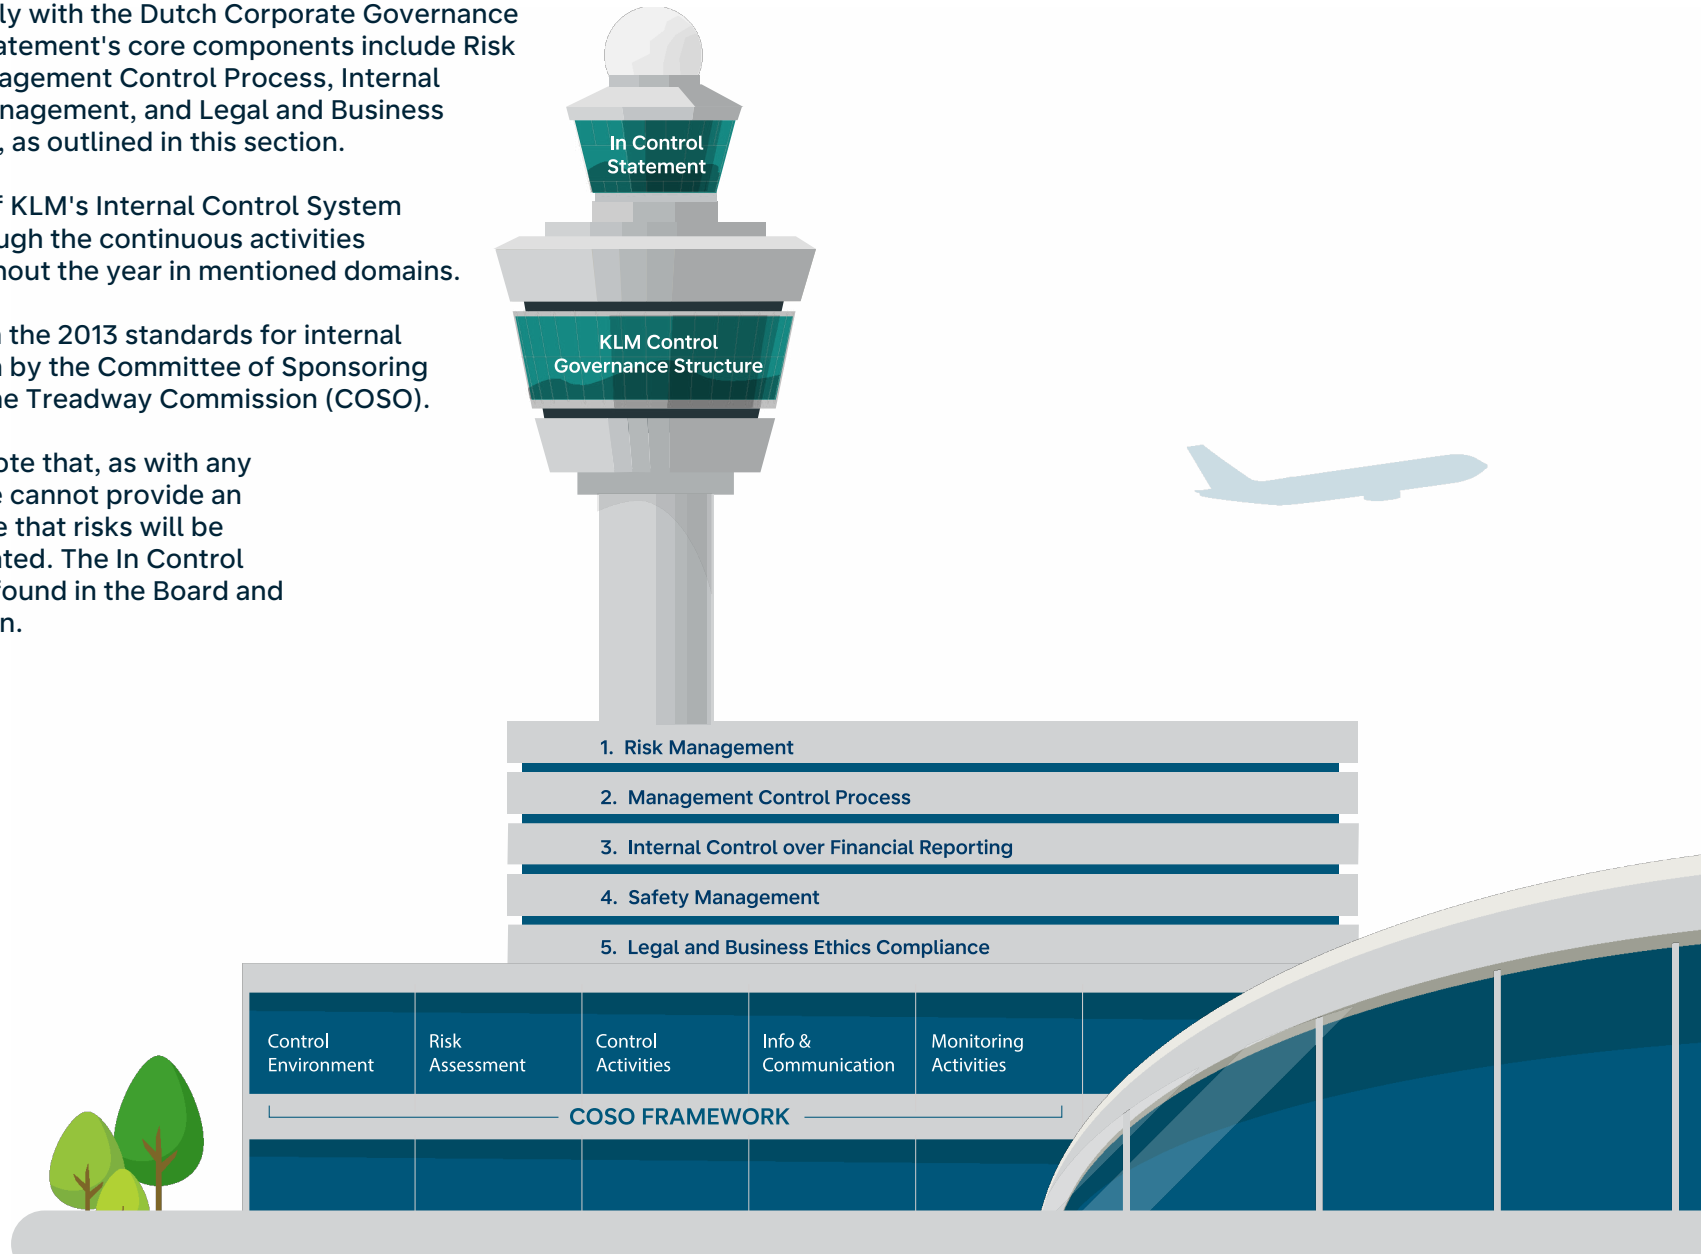 ly with the Dutch Corporate Governance
atement's core components include Risk
agement Control Process, Internal
nagement, and Legal and Business
, as outlined in this section.
f KLM's Internal Control System
ugh the continuous activities
hout the year in mentioned domains.
n the 2013 standards for internal
n by the Committee of Sponsoring
he Treadway Commission (COSO).
ote that, as with any
e cannot provide an
e that risks will be
ated. The In Control
found in the Board and
n.
In Control
Statement
KLM Control
Governance Structure
1. Risk Management
2. Management Control Process
3. Internal Control over Financial Reporting
4. Safety Management
5. Legal and Business Ethics Compliance
Control
Environment
Risk
Assessment
Control
Activities
Info &
Communication
Monitoring
Activities
COSO FRAMEWORK